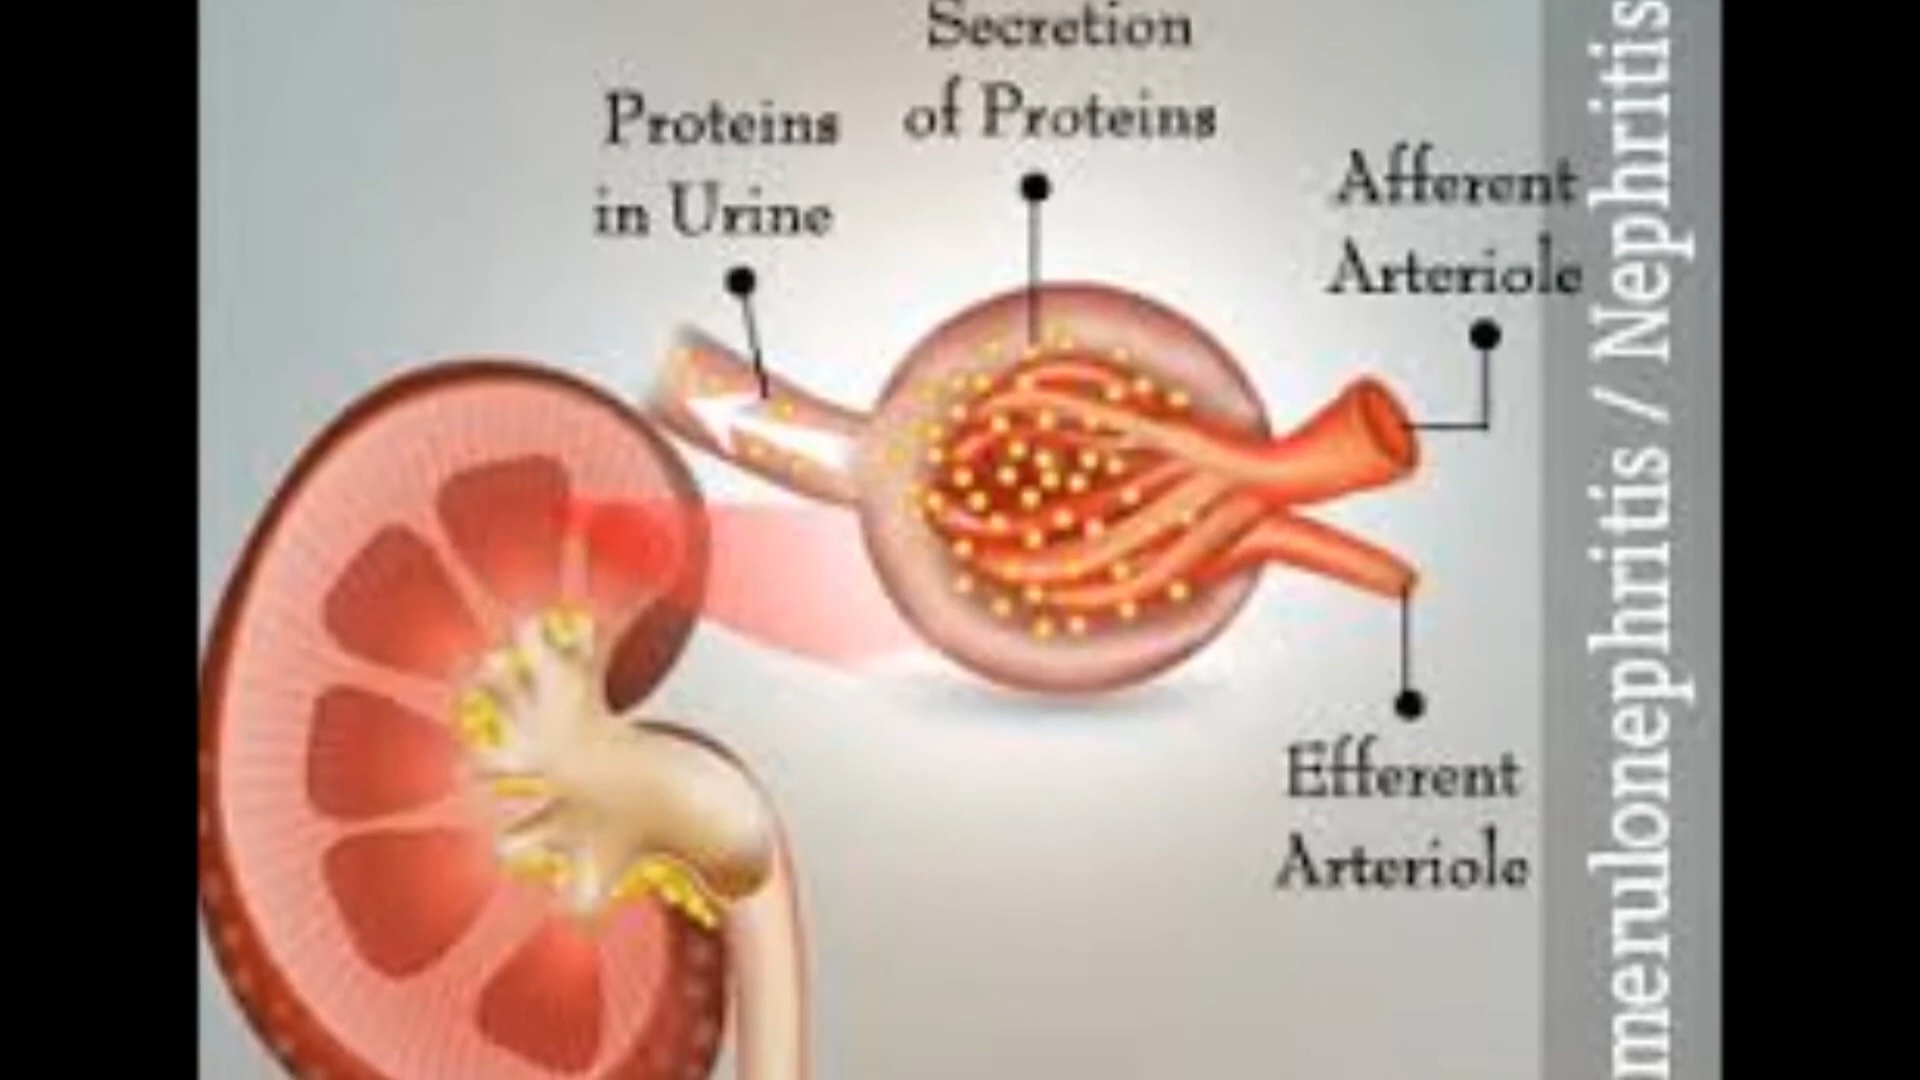 Secretion
of Proteins
Proteins
in Urine
Afferent
Arteriole
Efferent
Arteriole
merulonephritis / Nephritis